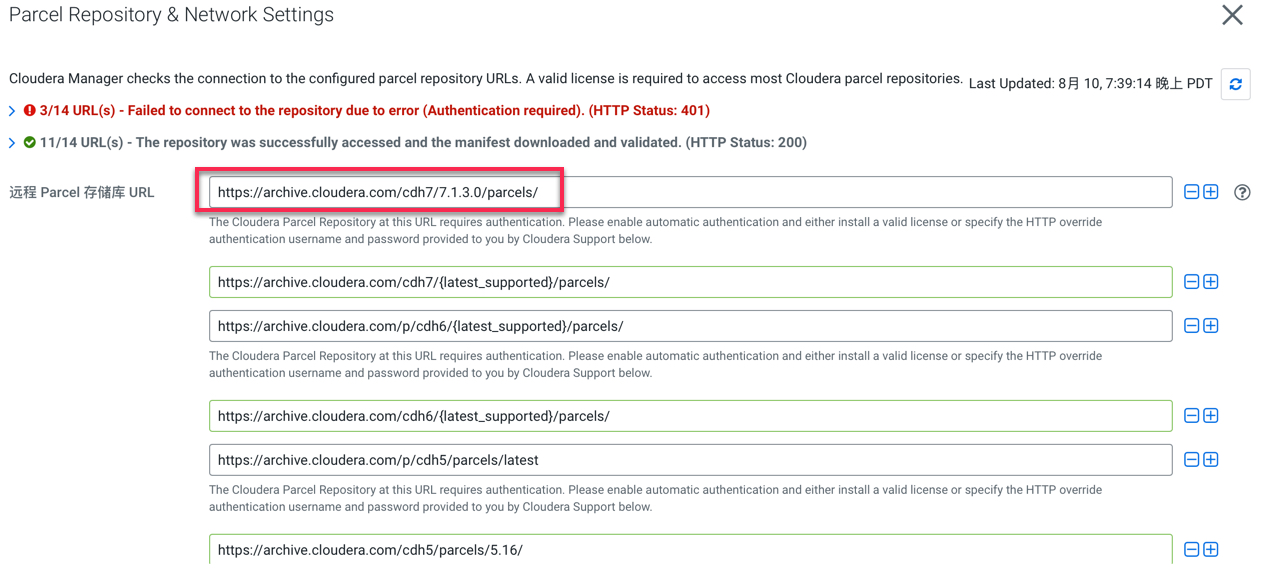 Parcel Repository & Network Settings
Cloudera Manager checks the connection to the configured parcel repository URLs. A valid license is required to access most Cloudera parcel repositories. Last Updated: 8月 10, 7:39:14 晚上 PDT
3/14 URL(s) - Failed to connect to the repository due to error (Authentication required). (HTTP Status: 401)
11/14 URL(s) - The repository was successfully accessed and the manifest downloaded and validated. (HTTP Status: 200)
远程 Parcel 存储库 URL
https://archive.cloudera.com/cdh7/7.1.3.0/parcels/
The Cloudera Parcel Repository at this URL requires authentication. Please enable automatic authentication and either install a valid license or specify the HTTP override
authentication username and password provided to you by Cloudera Support below.
https://archive.cloudera.com/cdh7/{latest_supported}/parcels/
https://archive.cloudera.com/p/cdh6/{latest_supported}/parcels/
The Cloudera Parcel Repository at this URL requires authentication. Please enable automatic authentication and either install a valid license or specify the HTTP override
authentication username and password provided to you by Cloudera Support below.
https://archive.cloudera.com/cdh6/{latest_supported}/parcels/
https://archive.cloudera.com/p/cdh5/parcels/latest
The Cloudera Parcel Repository at this URL requires authentication. Please enable automatic authentication and either install a valid license or specify the HTTP override
authentication username and password provided to you by Cloudera Support below.
https://archive.cloudera.com/cdh5/parcels/5.16/